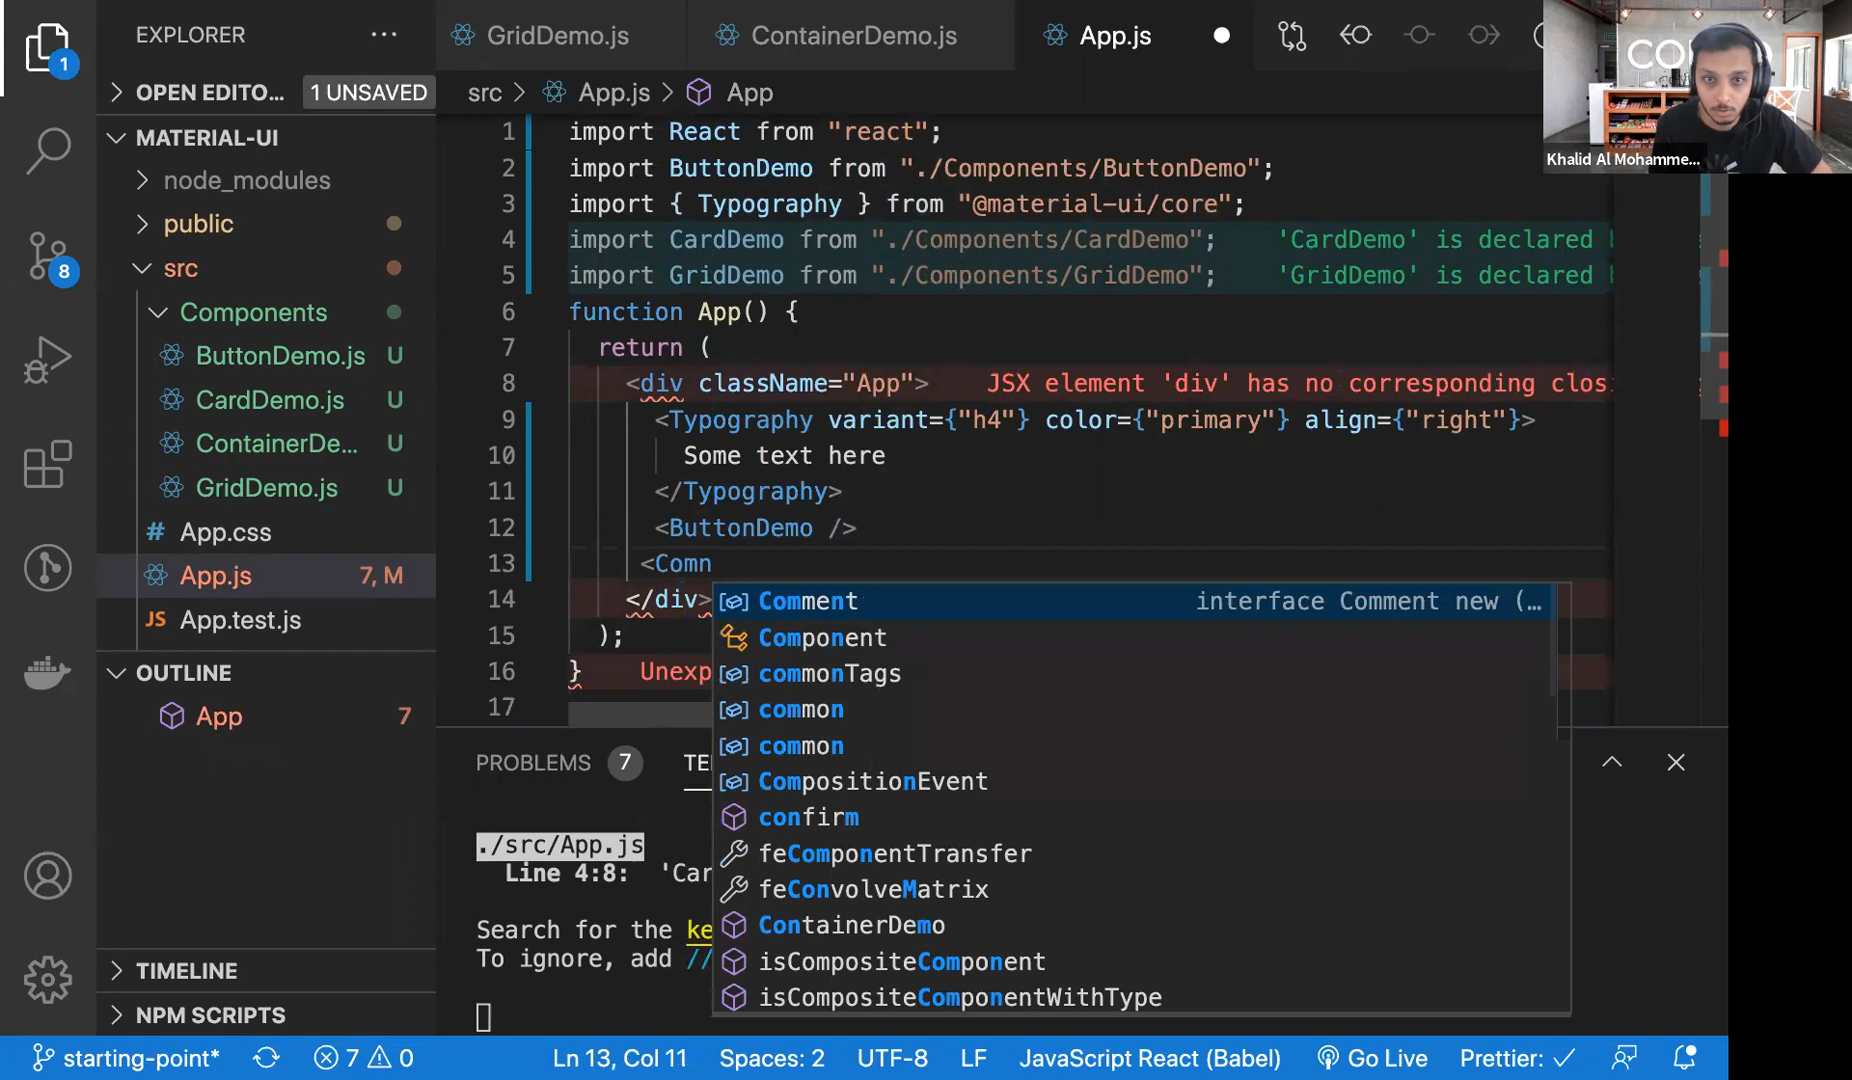 EXPLORER
GridDemo.js
ContainerDemo.js
App.js
1
OPEN EDITO...
1 UNSAVED
src > App.js > App
Khalid Al Mohamme...
MATERIAL-UI
node_modules
public
src
Components
ButtonDemo.js U
CardDemo.js U
ContainerDe... U
GridDemo.js U
App.css
App.js 7, M
App.test.js
8
OUTLINE
App 7
TIMELINE
NPM SCRIPTS
1 import React from "react";
2 import ButtonDemo from "./Components/ButtonDemo";
3 import { Typography } from "@material-ui/core";
4 import CardDemo from "./Components/CardDemo"; 'CardDemo' is declared
5 import GridDemo from "./Components/GridDemo"; 'GridDemo' is declared
6 function App() {
7 return (
8 <div className="App"> JSX element 'div' has no corresponding closi
9 <Typography variant={"h4"} color={"primary"} align={"right"}>
10 Some text here
11 </Typography>
12 <ButtonDemo />
13 <Comn
14 </div>
15 );
16 } Unexp
17
Comment interface Comment new (...
Component
commonTags
common
common
CompositionEvent
confirm
feComponentTransfer
feConvolveMatrix
ContainerDemo
isCompositeComponent
isCompositeComponentWithType
PROBLEMS 7 TE
./src/App.js
Line 4:8: 'Car
Search for the ke
To ignore, add //
starting-point* 7 0 Ln 13, Col 11 Spaces: 2 UTF-8 LF JavaScript React (Babel) Go Live Prettier: ✓